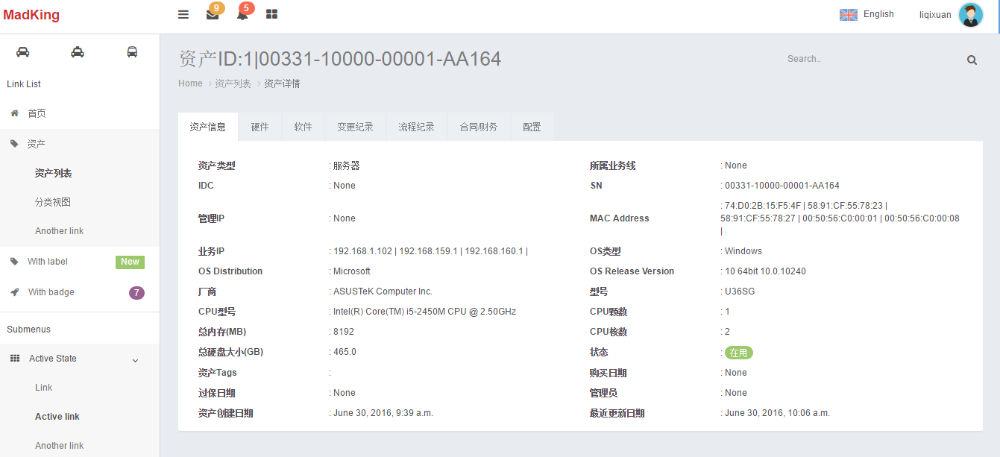 MadKing
9
5
English
liqixuan
Link List
首页
资产
资产列表
分类视图
Another link
With label
New
With badge
7
Submenus
Active State
Link
Active link
Another link
资产ID:1|00331-10000-00001-AA164
Search..
Home > 资产列表 > 资产详情
资产信息 硬件 软件 变更纪录 流程纪录 合同/财务 配置
资产类型 : 服务器 所属业务线 : None
IDC : None SN : 00331-10000-00001-AA164
管理IP : None MAC Address : 74:D0:2B:15:F5:4F | 58:91:CF:55:78:23 |
58:91:CF:55:78:27 | 00:50:56:C0:00:01 | 00:50:56:C0:00:08
|
业务IP : 192.168.1.102 | 192.168.159.1 | 192.168.160.1 | OS类型 : Windows
OS Distribution : Microsoft OS Release Version : 10 64bit 10.0.10240
厂商 : ASUSTeK Computer Inc. 型号 : U36SG
CPU型号 : Intel(R) Core(TM) i5-2450M CPU @ 2.50GHz CPU颗数 : 1
总内存(MB) : 8192 CPU核数 : 2
总硬盘大小(GB) : 465.0 状态 : 在用
资产Tags : 购买日期 : None
过保日期 : None 管理员 : None
资产创建日期 : June 30, 2016, 9:39 a.m. 最近更新日期 : June 30, 2016, 10:06 a.m.